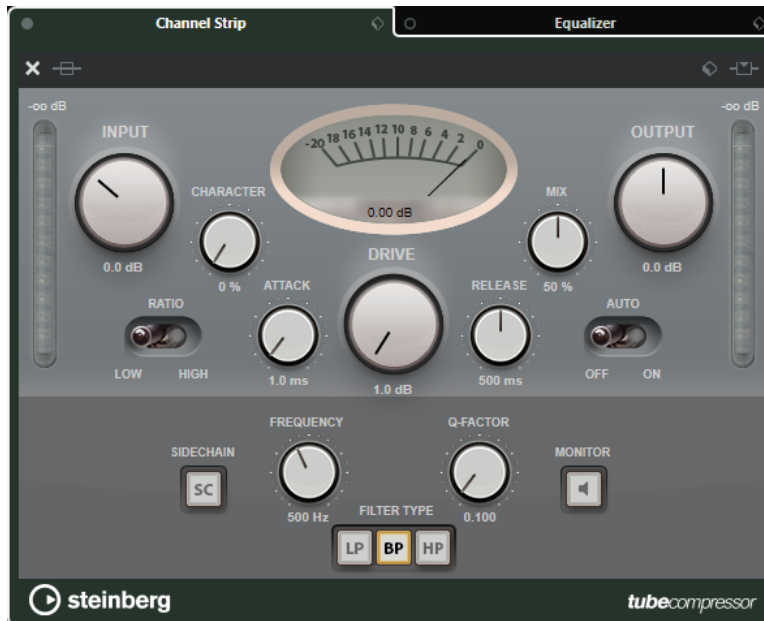 Channel Strip
Equalizer
-oo dB
-oo dB
INPUT
OUTPUT
-20 18 16 14 12 10 8 6 4 2 0
0.00 dB
CHARACTER
MIX
0.0 dB
0.0 dB
0 %
50 %
DRIVE
ATTACK
RELEASE
RATIO
AUTO
LOW
HIGH
1.0 ms
1.0 dB
500 ms
OFF
ON
FREQUENCY
Q-FACTOR
SIDECHAIN
MONITOR
SC
500 Hz
FILTER TYPE
0.100
LP BP HP
steinberg
tubecompressor